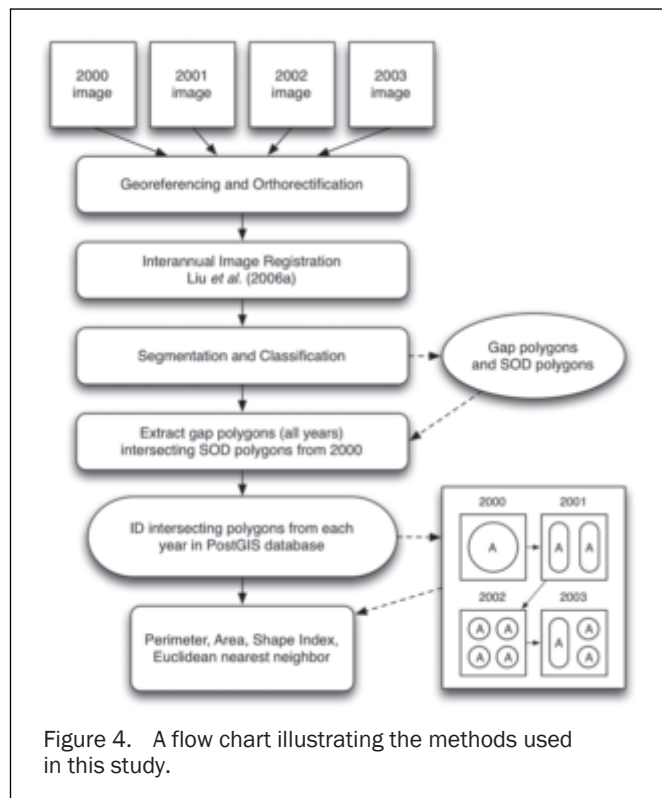 2000
image
2001
image
2002
image
2003
image
Georeferencing and Orthorectification
Interannual Image Registration
Liu et al. (2006a)
Segmentation and Classification
Gap polygons
and SOD polygons
Extract gap polygons (all years)
intersecting SOD polygons from 2000
ID intersecting polygons from each
year in PostGIS database
2000 2001
A A A
2002 2003
A A A A
A A A
Perimeter, Area, Shape Index,
Euclidean nearest neighbor
Figure 4. A flow chart illustrating the methods used
in this study.